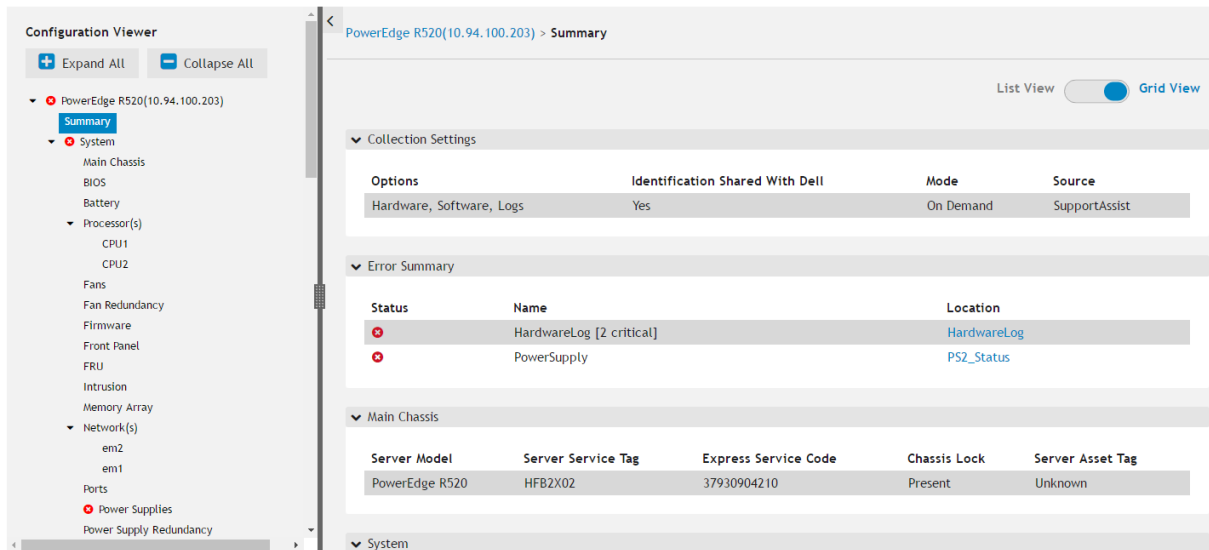 Configuration Viewer
Expand All
Collapse All
PowerEdge R520(10.94.100.203)
Summary
System
Main Chassis
BIOS
Battery
Processor(s)
CPU1
CPU2
Fans
Fan Redundancy
Firmware
Front Panel
FRU
Intrusion
Memory Array
Network(s)
em2
em1
Ports
Power Supplies
Power Supply Redundancy
PowerEdge R520(10.94.100.203) > Summary
List View Grid View
Collection Settings
Options Identification Shared With Dell Mode Source
Hardware, Software, Logs Yes On Demand SupportAssist
Error Summary
Status Name Location
HardwareLog [2 critical] HardwareLog
PowerSupply PS2_Status
Main Chassis
Server Model Server Service Tag Express Service Code Chassis Lock Server Asset Tag
PowerEdge R520 HFB2X02 37930904210 Present Unknown
System